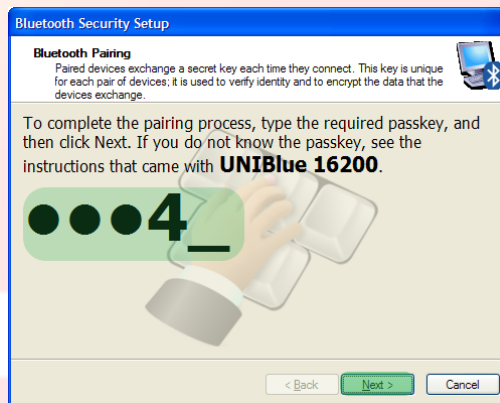 Bluetooth Security Setup
Bluetooth Pairing
Paired devices exchange a secret key each time they connect. This key is unique
for each pair of devices; it is used to verify identity and to encrypt the data that the
devices exchange.
To complete the pairing process, type the required passkey, and
then click Next. If you do not know the passkey, see the
instructions that came with UNIBlue 16200.
●●●4_
< Back
Next >
Cancel